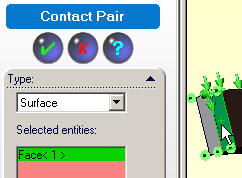 Contact Pair
?
Type:
Surface
Selected entities:
Face< 1 >